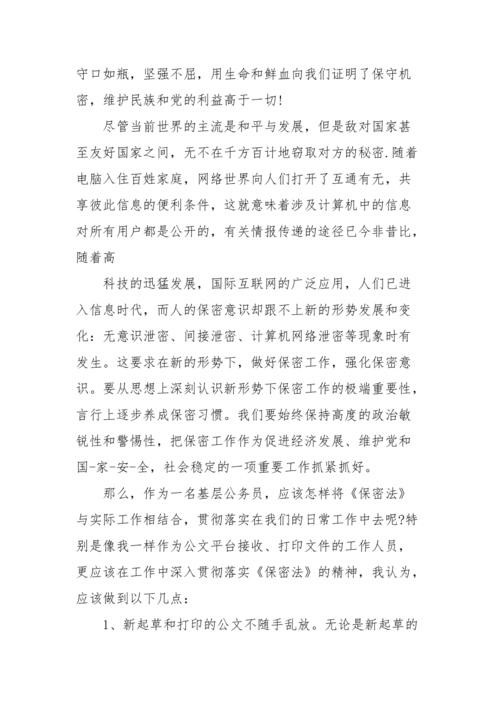 守口如瓶，坚强不屈，用生命和鲜血向我们证明了保守机
密，维护民族和党的利益高于一切!
尽管当前世界的主流是和平与发展，但是敌对国家甚
至友好国家之间，无不在千方百计地窃取对方的秘密.随着
电脑入住百姓家庭，网络世界向人们打开了互通有无，共
享彼此信息的便利条件，这就意味着涉及计算机中的信息
对所有用户都是公开的，有关情报传递的途径已今非昔比，
随着高
科技的迅猛发展，国际互联网的广泛应用，人们已进
入信息时代，而人的保密意识却跟不上新的形势发展和变
化：无意识泄密、间接泄密、计算机网络泄密等现象时有
发生。这要求在新的形势下，做好保密工作，强化保密意
识。要从思想上深刻认识新形势下保密工作的极端重要性，
言行上逐步养成保密习惯。我们要始终保持高度的政治敏
锐性和警惕性，把保密工作作为促进经济发展、维护党和
国-家-安-全，社会稳定的一项重要工作抓紧抓好。
那么，作为一名基层公务员，应该怎样将《保密法》
与实际工作相结合，贯彻落实在我们的日常工作中去呢?特
别是像我一样作为公文平台接收、打印文件的工作人员，
更应该在工作中深入贯彻落实《保密法》的精神，我认为，
应该做到以下几点：
1、新起草和打印的公文不随手乱放。无论是新起草的